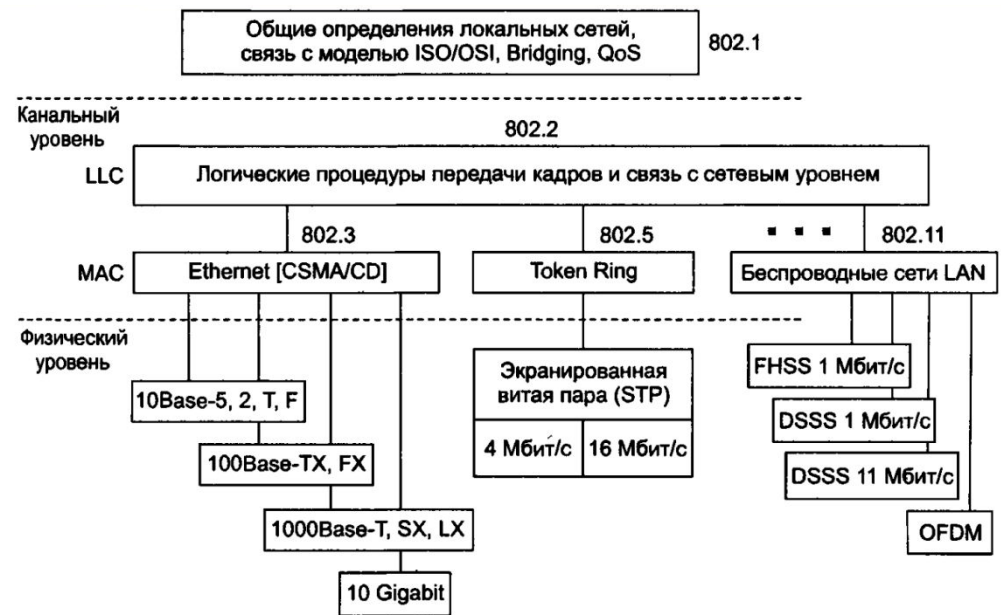 Общие определения локальных сетей,
связь с моделью ISO/OSI, Bridging, QoS
802.1
Канальный
уровень
802.2
LLC
Логические процедуры передачи кадров и связь с сетевым уровнем
802.3
802.5
802.11
MAC
Ethernet [CSMA/CD]
Token Ring
Беспроводные сети LAN
Физический
уровень
Экранированная
витая пара (STP)
4 Мбит/с
16 Мбит/с
FHSS 1 Мбит/с
10Base-5, 2, T, F
DSSS 1 Мбит/с
100Base-TX, FX
DSSS 11 Мбит/с
1000Base-T, SX, LX
OFDM
10 Gigabit